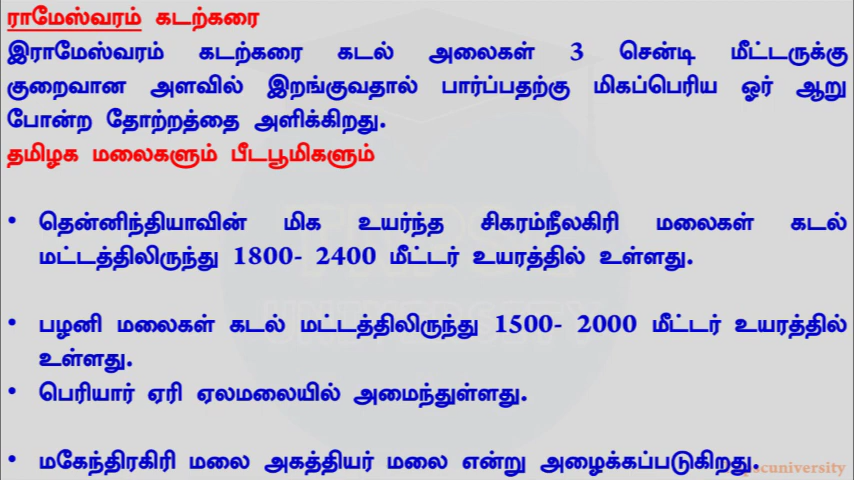 ராமேஸ்வரம் கடற்கரை
இராமேஸ்வரம் கடற்கரை கடல் அலைகள் 3 சென்டி மீட்டருக்கு
குறைவான அளவில் இறங்குவதால் பார்ப்பதற்கு மிகப்பெரிய ஓர் ஆறு
போன்ற தோற்றத்தை அளிக்கிறது.
தமிழக மலைகளும் பீடபூமிகளும்
• தென்னிந்தியாவின் மிக உயர்ந்த சிகரம்நீலகிரி மலைகள் கடல்
மட்டத்திலிருந்து 1800- 2400 மீட்டர் உயரத்தில் உள்ளது.
• பழனி மலைகள் கடல் மட்டத்திலிருந்து 1500- 2000 மீட்டர் உயரத்தில்
உள்ளது.
• பெரியார் ஏரி ஏலமலையில் அமைந்துள்ளது.
• மகேந்திரகிரி மலை அகத்தியர் மலை என்று அழைக்கப்படுகிறது.
UNIVERSITY